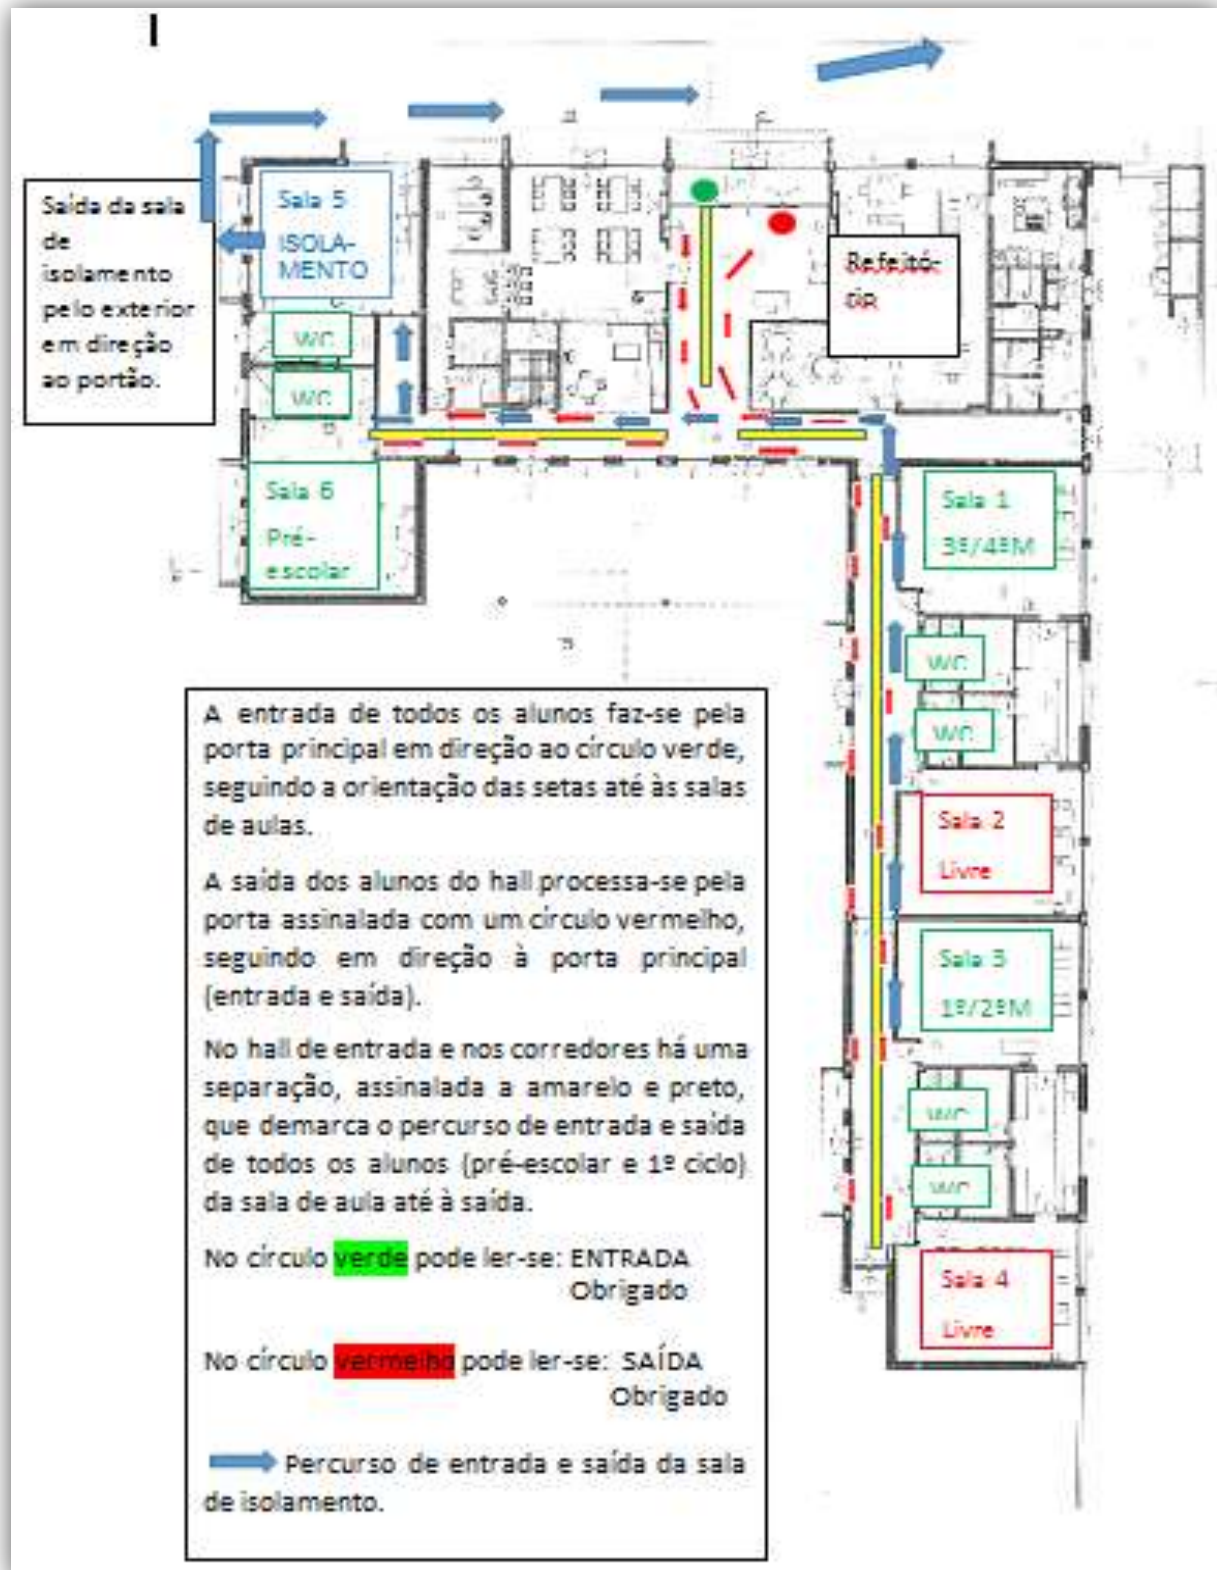 Saída da sala
de
isolamento
pelo exterior
em direção
ao portão.
Sala 5
ISOLA-
MENTO
WC
WC
Refeitó-
rio
Sala 6
Pré-
escolar
Sala 1
3º/4ºM
WC
WC
Sala 2
Livre
Sala 3
1º/2ºM
WC
WC
Sala 4
Livre
A entrada de todos os alunos faz-se pela
porta principal em direção ao círculo verde,
seguindo a orientação das setas até às salas
de aulas.
A saída dos alunos do hall processa-se pela
porta assinalada com um círculo vermelho,
seguindo em direção à porta principal
(entrada e saída).
No hall de entrada e nos corredores há uma
separação, assinalada a amarelo e preto,
que demarca o percurso de entrada e saída
de todos os alunos (pré-escolar e 1º ciclo)
da sala de aula até à saída.
No círculo verde pode ler-se: ENTRADA
Obrigado
No círculo vermelho pode ler-se: SAÍDA
Obrigado
Percurso de entrada e saída da sala
de isolamento.